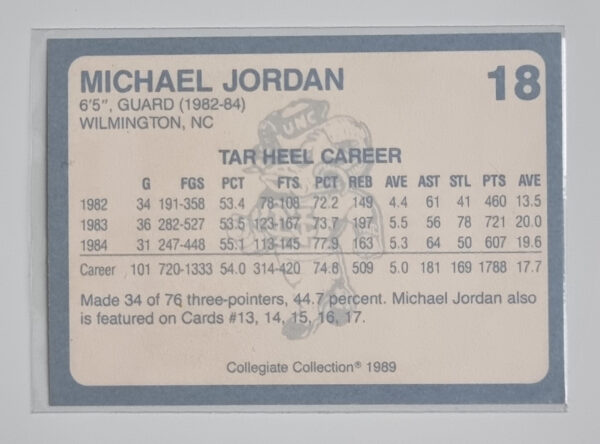 MICHAEL JORDAN 18
6'5", GUARD (1982-84)
WILMINGTON, NC
UNC
TAR HEEL CAREER
G FGS PCT FTS PCT REB AVE AST STL PTS AVE
1982 34 191-358 53.4 78-108 72.2 149 4.4 61 41 460 13.5
1983 36 282-527 53.5 123-167 73.7 197 5.5 56 78 721 20.0
1984 31 247-448 55.1 113-145 77.9 163 5.3 64 50 607 19.6
Career 101 720-1333 54.0 314-420 74.8 509 5.0 181 169 1788 17.7
Made 34 of 76 three-pointers, 44.7 percent. Michael Jordan also
is featured on Cards #13, 14, 15, 16, 17.
Collegiate Collection® 1989